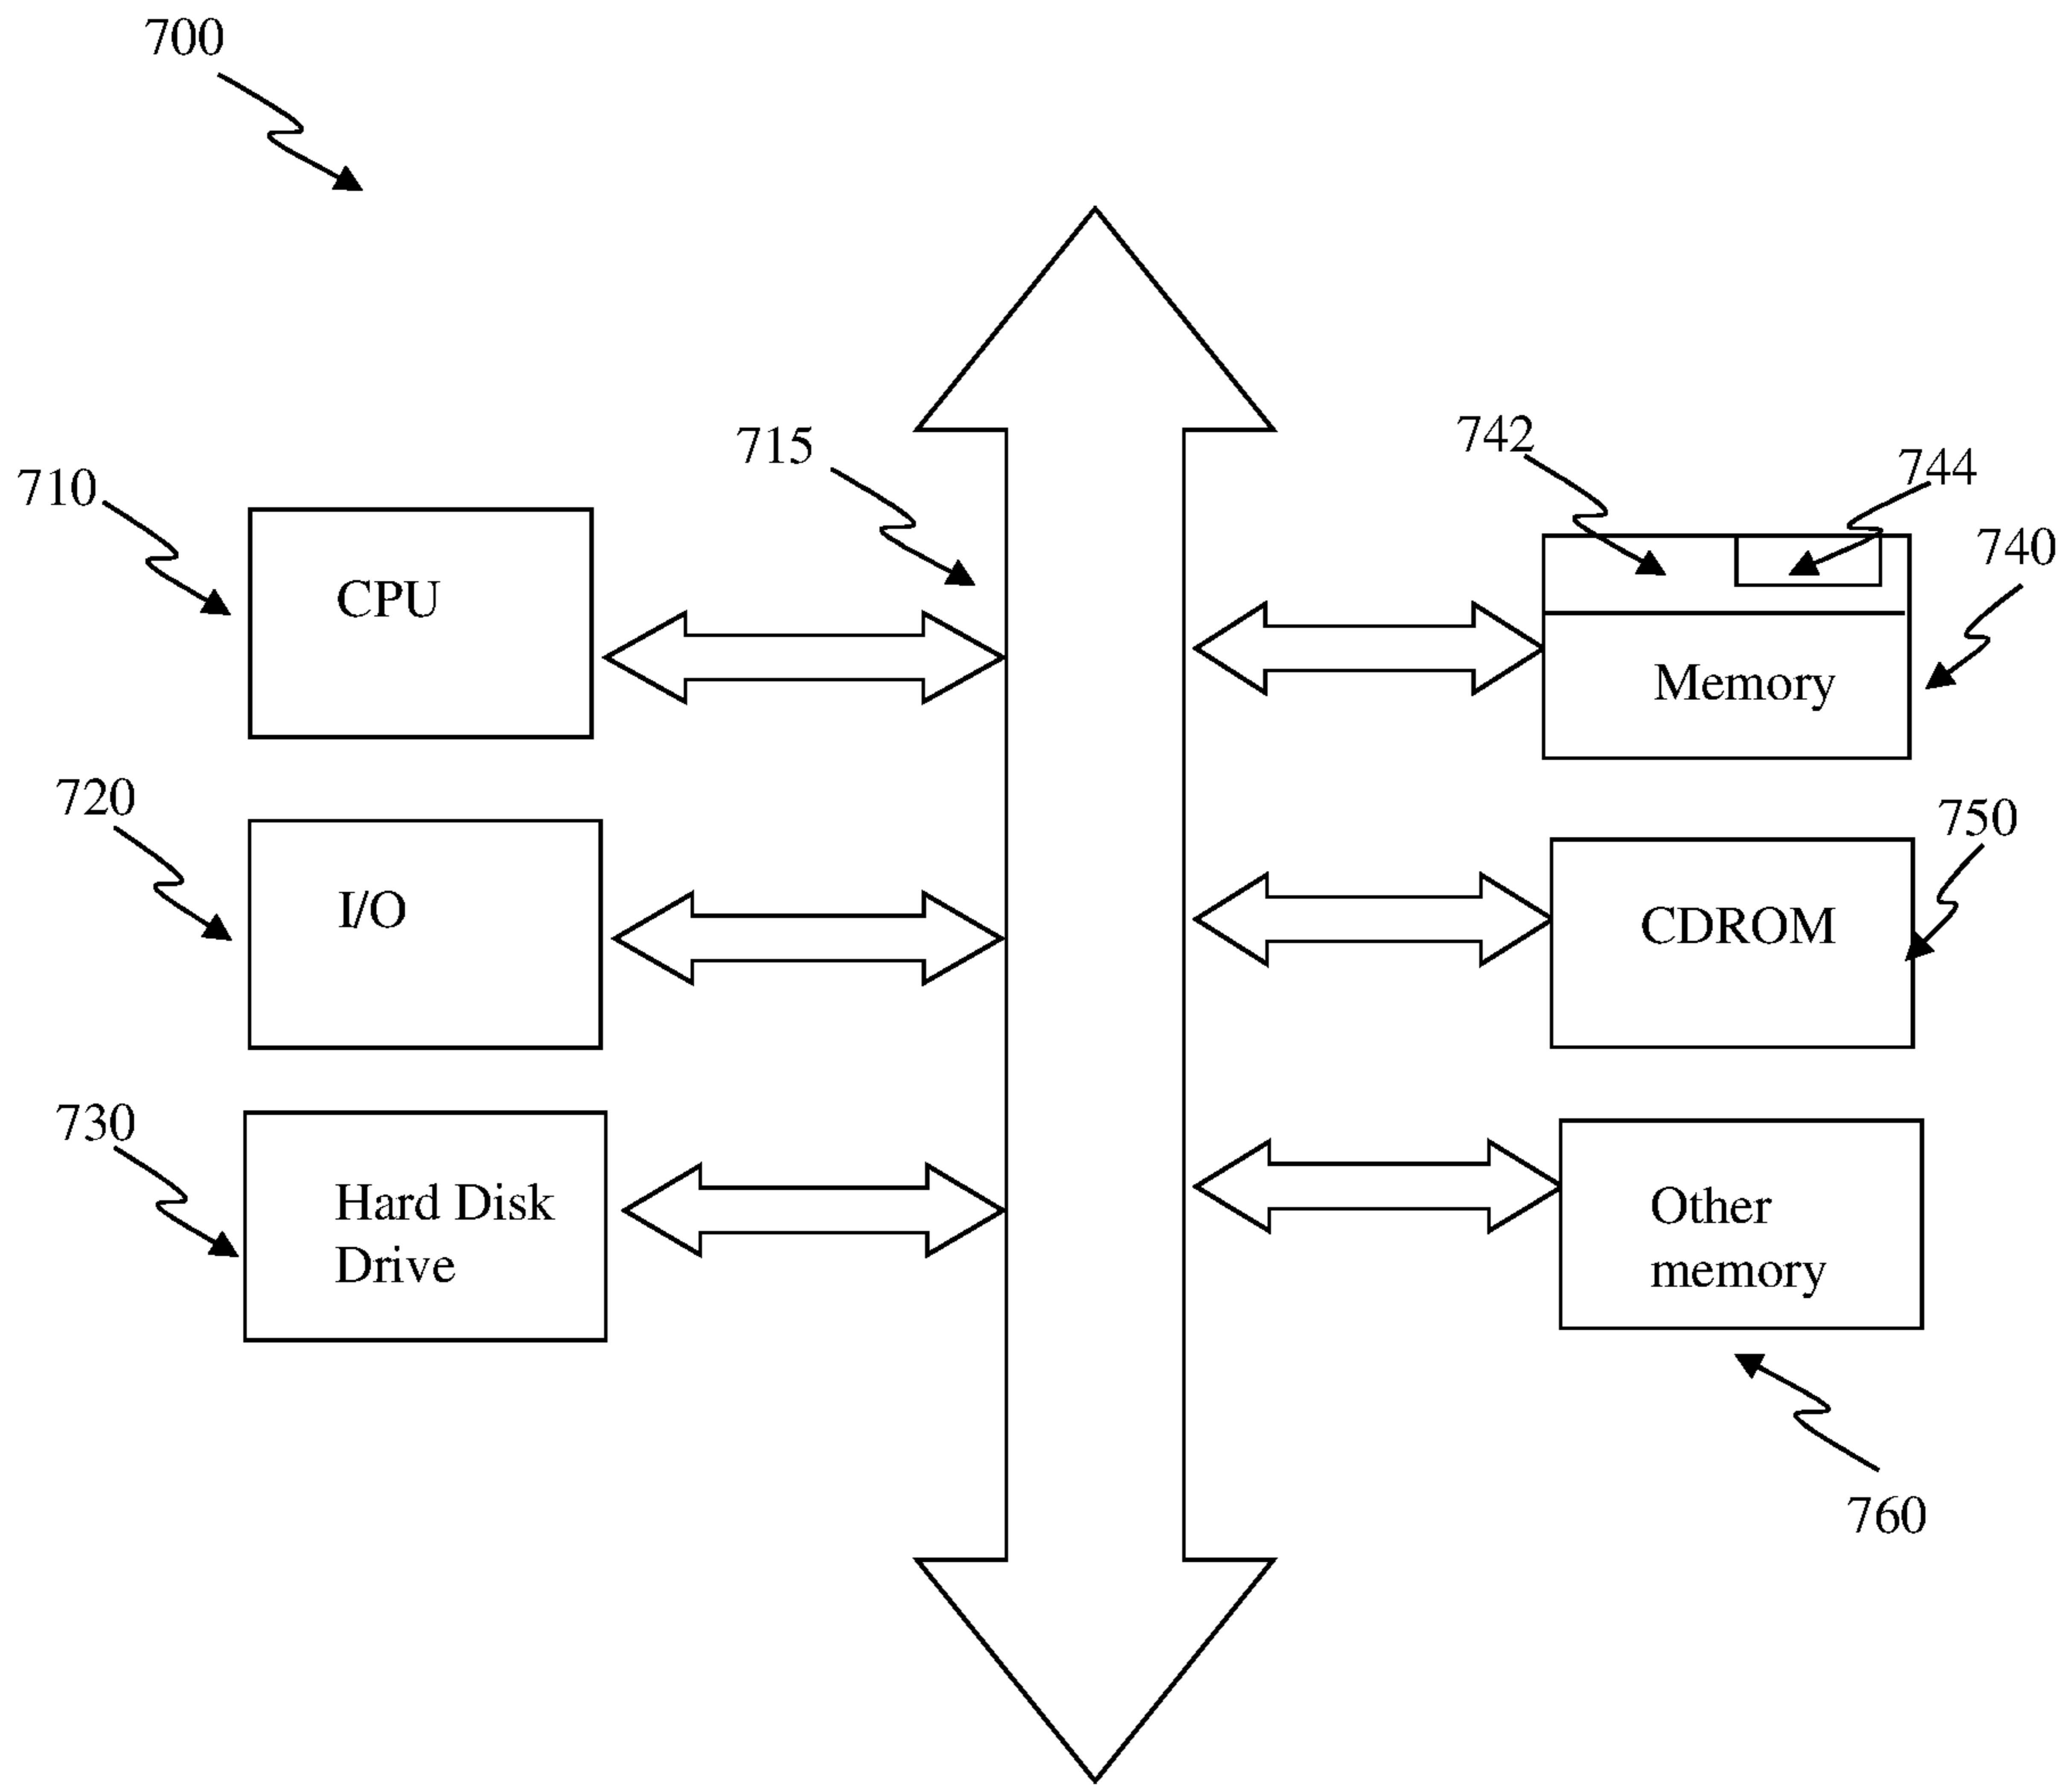 700
715
742
744
710
740
CPU
Memory
720
750
I/O
CDROM
730
Hard Disk
Drive
Other
memory
760